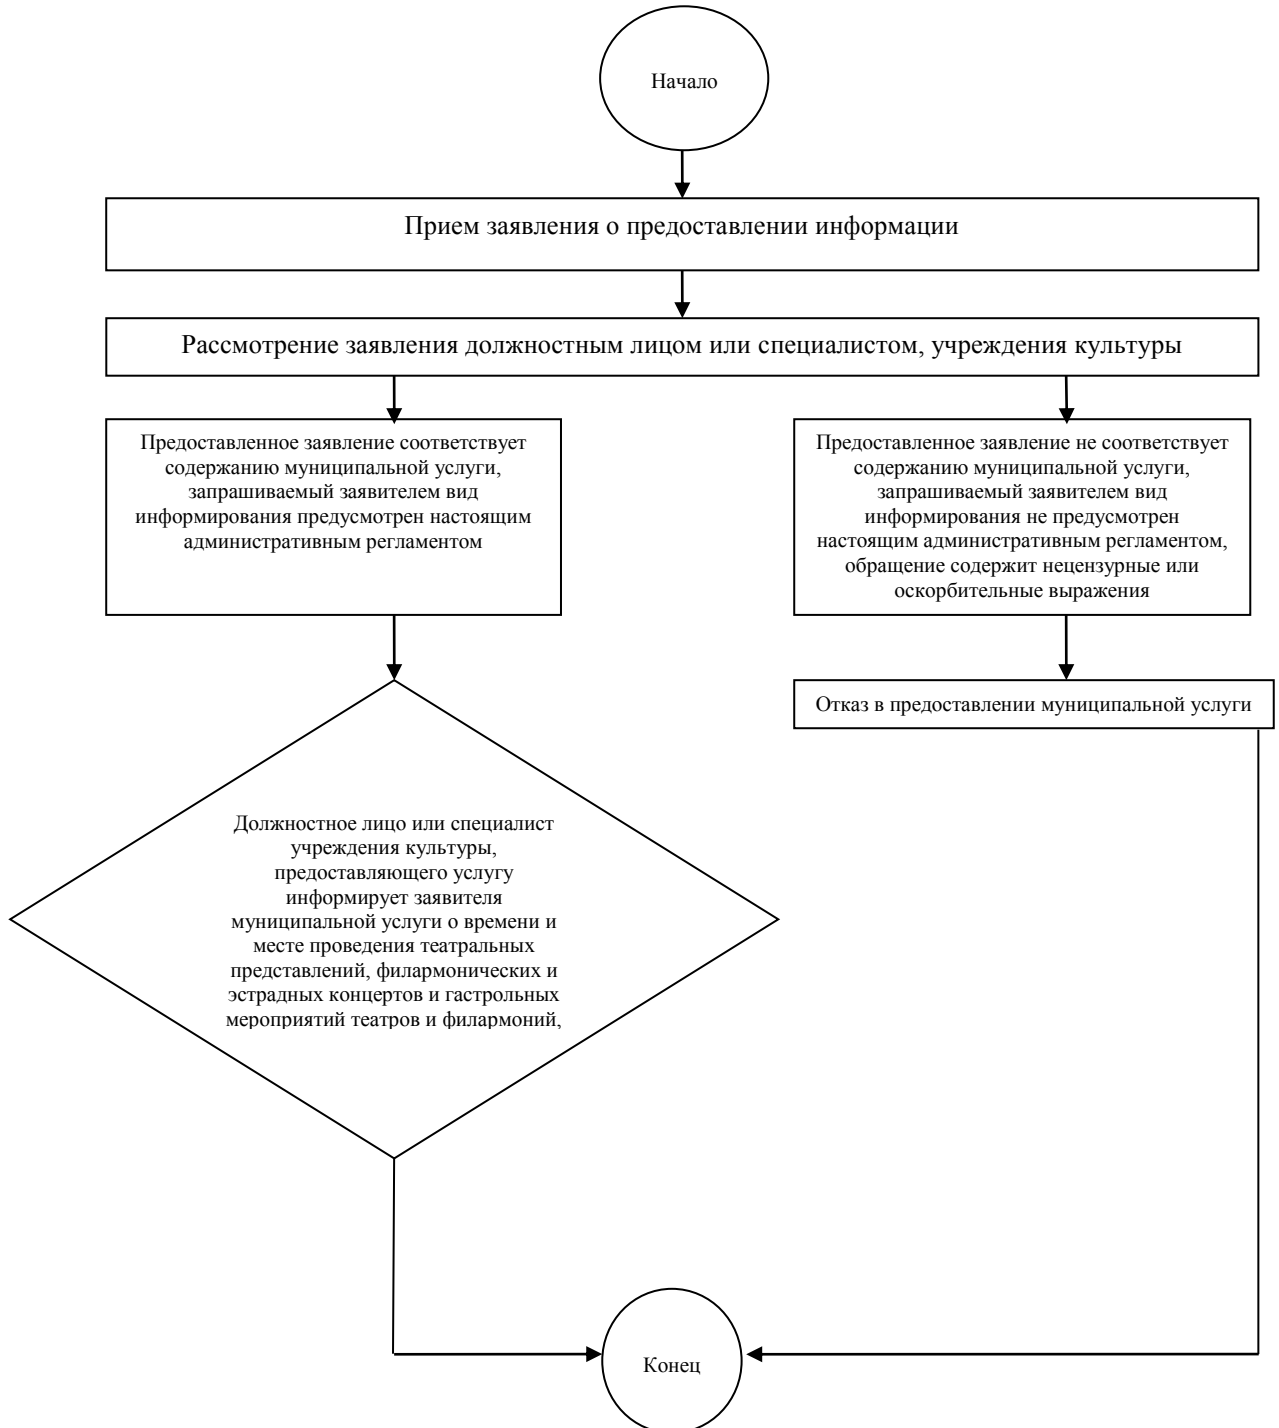 Начало
Прием заявления о предоставлении информации
Рассмотрение заявления должностным лицом или специалистом, учреждения культуры
Предоставленное заявление соответствует
содержанию муниципальной услуги,
запрашиваемый заявителем вид
информирования предусмотрен настоящим
административным регламентом
Предоставленное заявление не соответствует
содержанию муниципальной услуги,
запрашиваемый заявителем вид
информирования не предусмотрен
настоящим административным регламентом,
обращение содержит нецензурные или
оскорбительные выражения
Отказ в предоставлении муниципальной услуги
Должностное лицо или специалист
учреждения культуры,
предоставляющего услугу
информирует заявителя
муниципальной услуги о времени и
месте проведения театральных
представлений, филармонических и
эстрадных концертов и гастрольных
мероприятий театров и филармоний,
Конец